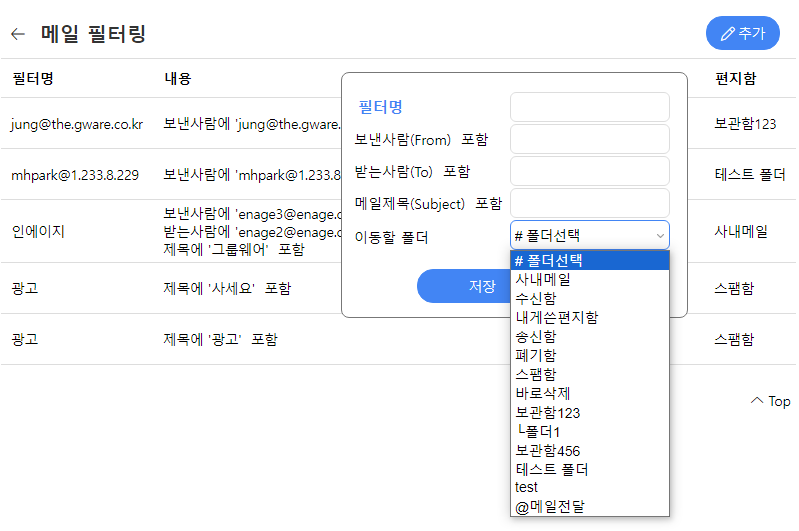 메일 필터링
추가
필터명 내용 편지함
jung@the.gware.co.kr 보낸사람에 'jung@the.gware. 보관함123
mhpark@1.233.8.229 보낸사람에 'mhpark@1.233.8 테스트 폴더
보낸사람에 'enage3@enage.
인에이지 받는사람에 'enage2@enage. 사내메일
제목에 '그룹웨어' 포함
광고 제목에 '사세요' 포함 스팸함
광고 제목에 '광고' 포함 스팸함
필터명
보낸사람(From) 포함
받는사람(To) 포함
메일제목(Subject) 포함
이동할 폴더 # 폴더선택
저장
# 폴더선택
사내메일
수신함
내게쓴편지함
송신함
폐기함
스팸함
바로삭제
보관함123
└폴더1
보관함456
테스트 폴더
test
@메일전달
Top